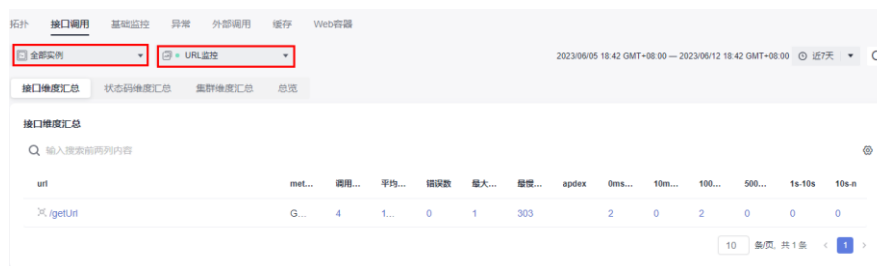 拓扑 接口调用 基础监控 异常 外部调用 缓存 Web容器
全部实例 URL监控 2023/06/05 18:42 GMT+08:00 — 2023/06/12 18:42 GMT+08:00 近7天
接口维度汇总 状态码维度汇总 集群维度汇总 总览
接口维度汇总
输入搜索前两列内容
url met... 调用... 平均... 错误数 最大... 最慢... apdex 0ms... 10m... 100... 500... 1s-10s 10s-n
/getUrl G... 4 1... 0 1 303 2 0 2 0 0 0
10 条/页, 共1条 < 1 >